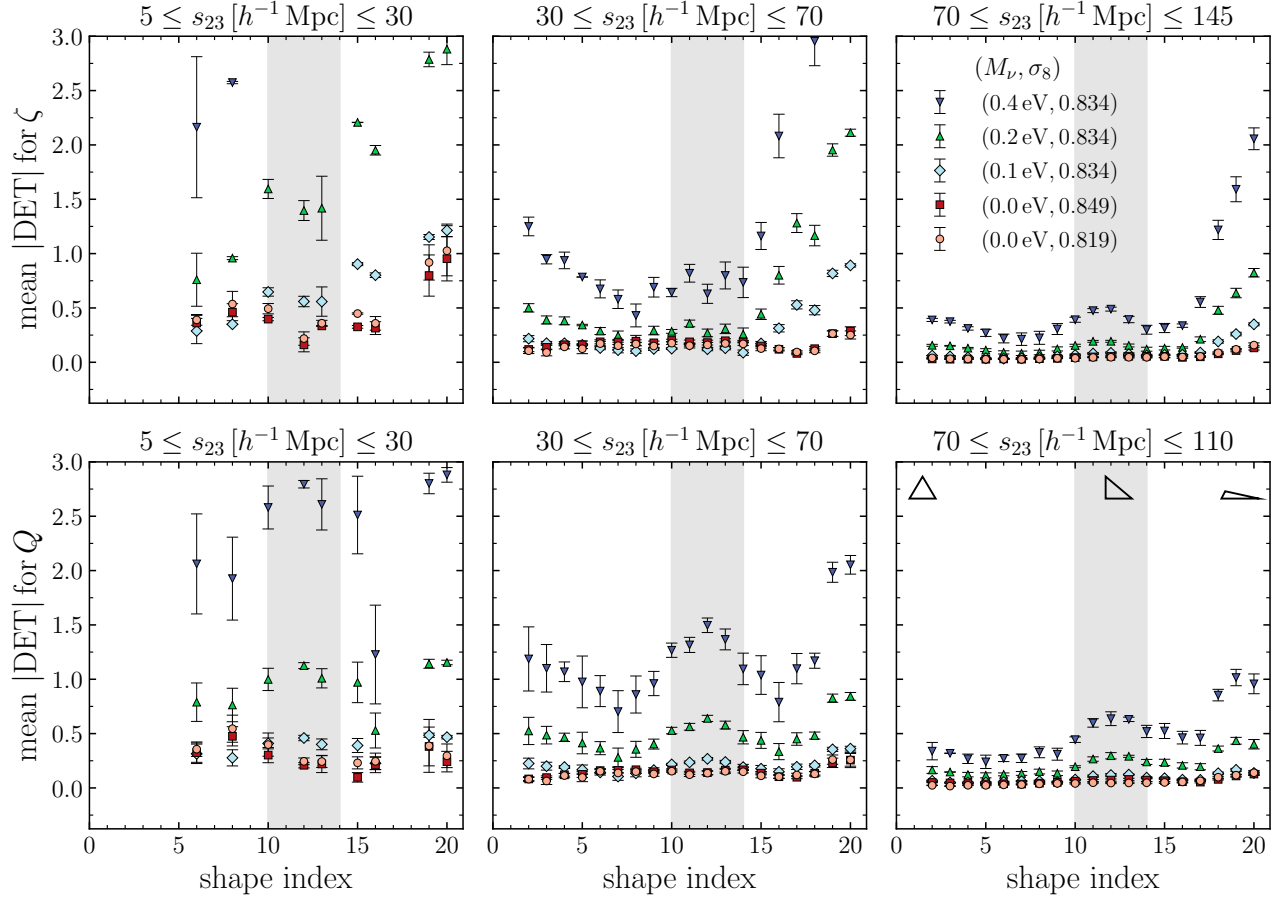 5 ≤ s₂₃ [h⁻¹ Mpc] ≤ 30
30 ≤ s₂₃ [h⁻¹ Mpc] ≤ 70
70 ≤ s₂₃ [h⁻¹ Mpc] ≤ 145
mean |DET| for ζ
3.0
2.5
2.0
1.5
1.0
0.5
0.0
(M_ν, σ₈)
(0.4 eV, 0.834)
(0.2 eV, 0.834)
(0.1 eV, 0.834)
(0.0 eV, 0.849)
(0.0 eV, 0.819)
5 ≤ s₂₃ [h⁻¹ Mpc] ≤ 30
30 ≤ s₂₃ [h⁻¹ Mpc] ≤ 70
70 ≤ s₂₃ [h⁻¹ Mpc] ≤ 110
mean |DET| for Q
3.0
2.5
2.0
1.5
1.0
0.5
0.0
0 5 10 15 20
0 5 10 15 20
0 5 10 15 20
shape index
shape index
shape index